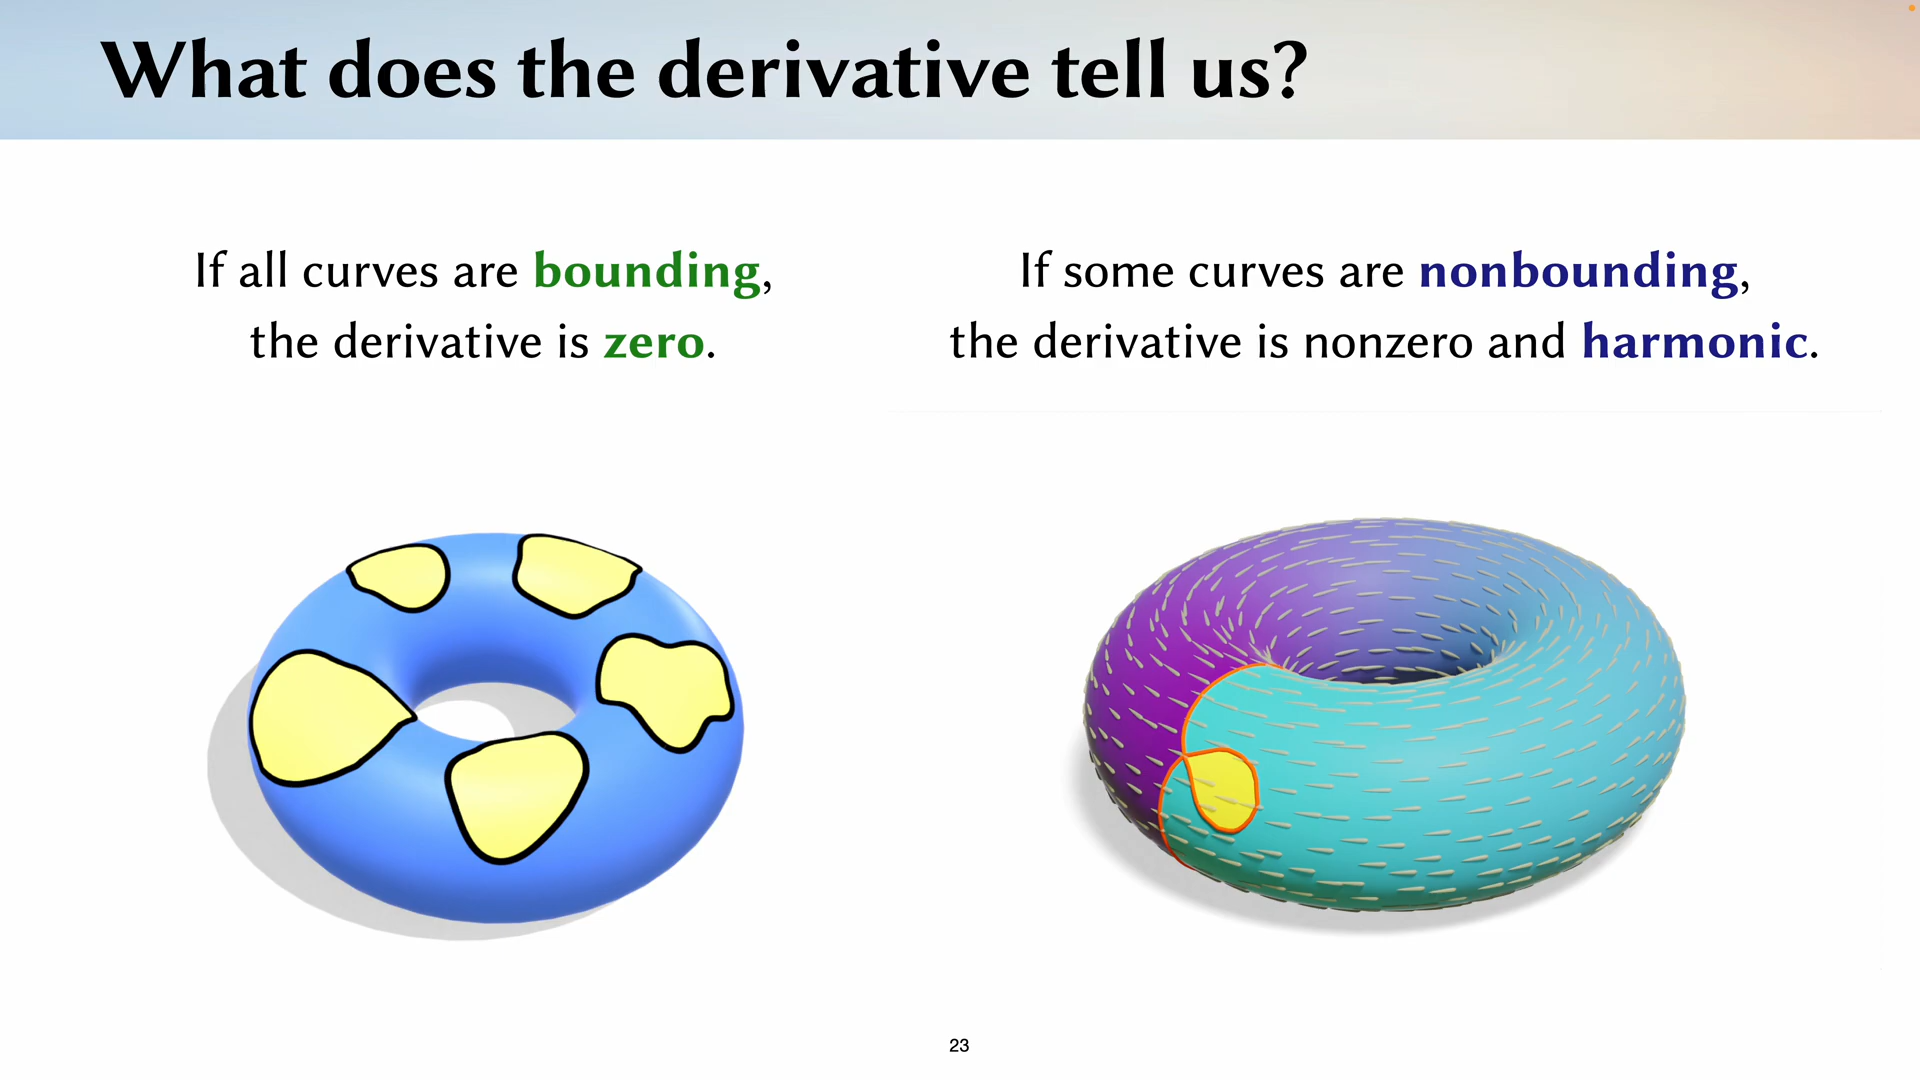 What does the derivative tell us?
If all curves are bounding,
the derivative is zero.
If some curves are nonbounding,
the derivative is nonzero and harmonic.
23